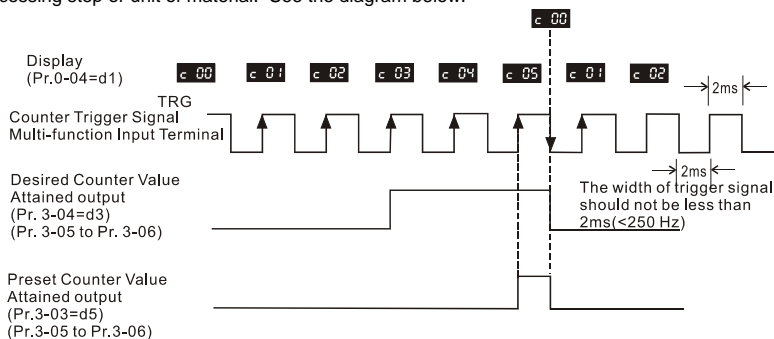 cessing step or unit of material. See the diagram below.
c 00
Display
(Pr.0-04=d1)
c 00 c 01 c 02 c 03 c 04 c 05 c 01 c 02
2ms
TRG
Counter Trigger Signal
Multi-function Input Terminal
2ms
The width of trigger signal
should not be less than
2ms(<250 Hz)
Desired Counter Value
Attained output
(Pr. 3-04=d3)
(Pr. 3-05 to Pr. 3-06)
Preset Counter Value
Attained output
(Pr.3-03=d5)
(Pr.3-05 to Pr.3-06)